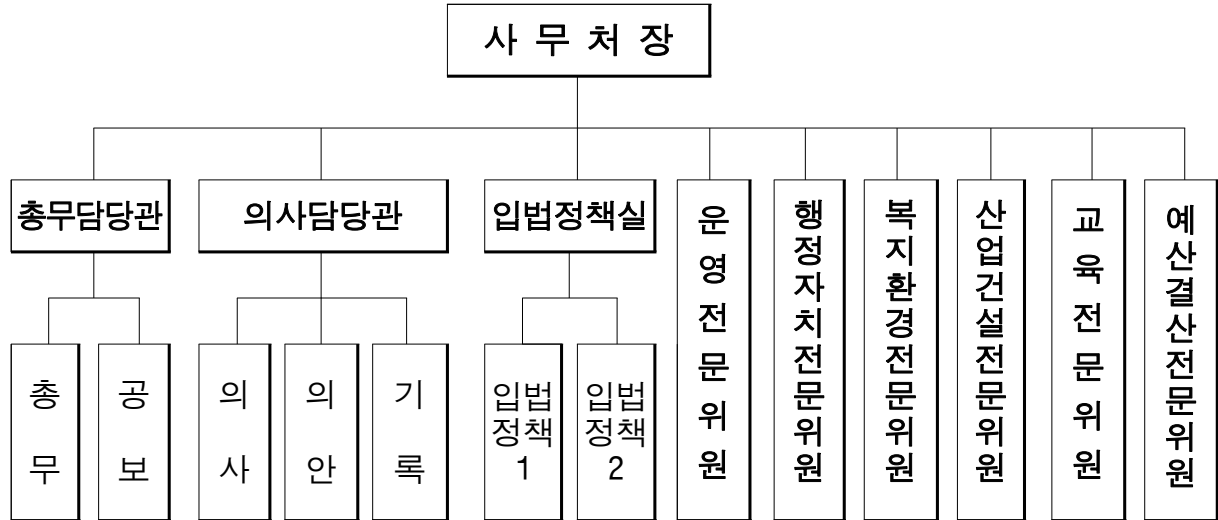 사 무 처 장
총무담당관
의사담당관
입법정책실
운영전문위원
행정자치전문위원
복지환경전문위원
산업건설전문위원
교육전문위원
예산결산전문위원
총무
공보
의사
의안
기록
입법
정책
1
입법
정책
2